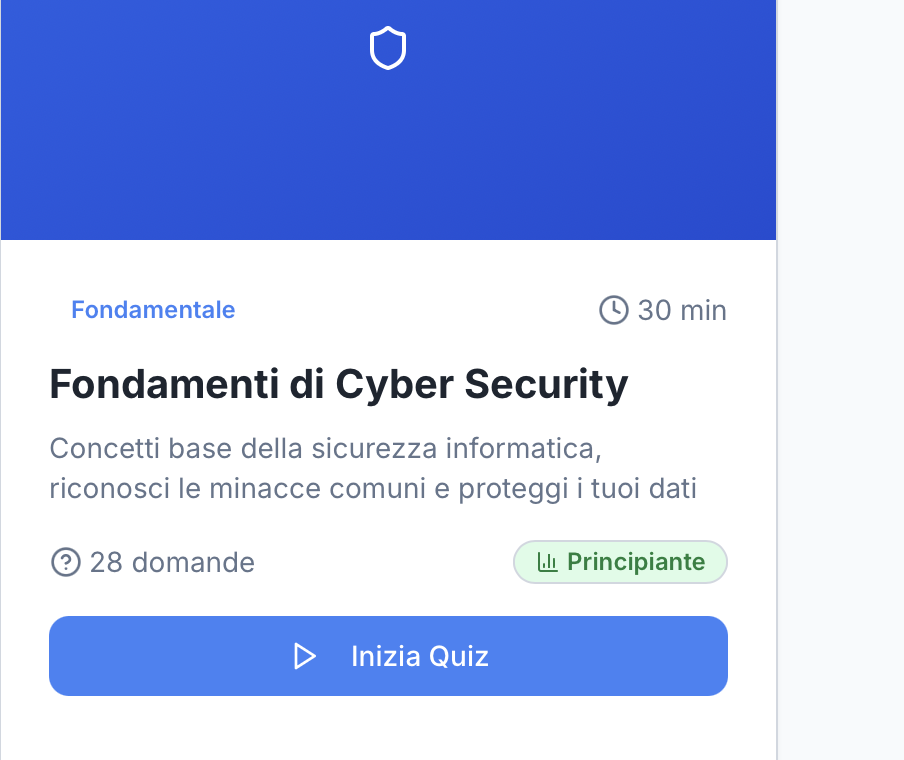 Fondamentale
30 min
Fondamenti di Cyber Security
Concetti base della sicurezza informatica,
riconosci le minacce comuni e proteggi i tuoi dati
28 domande
Principiante
Inizia Quiz